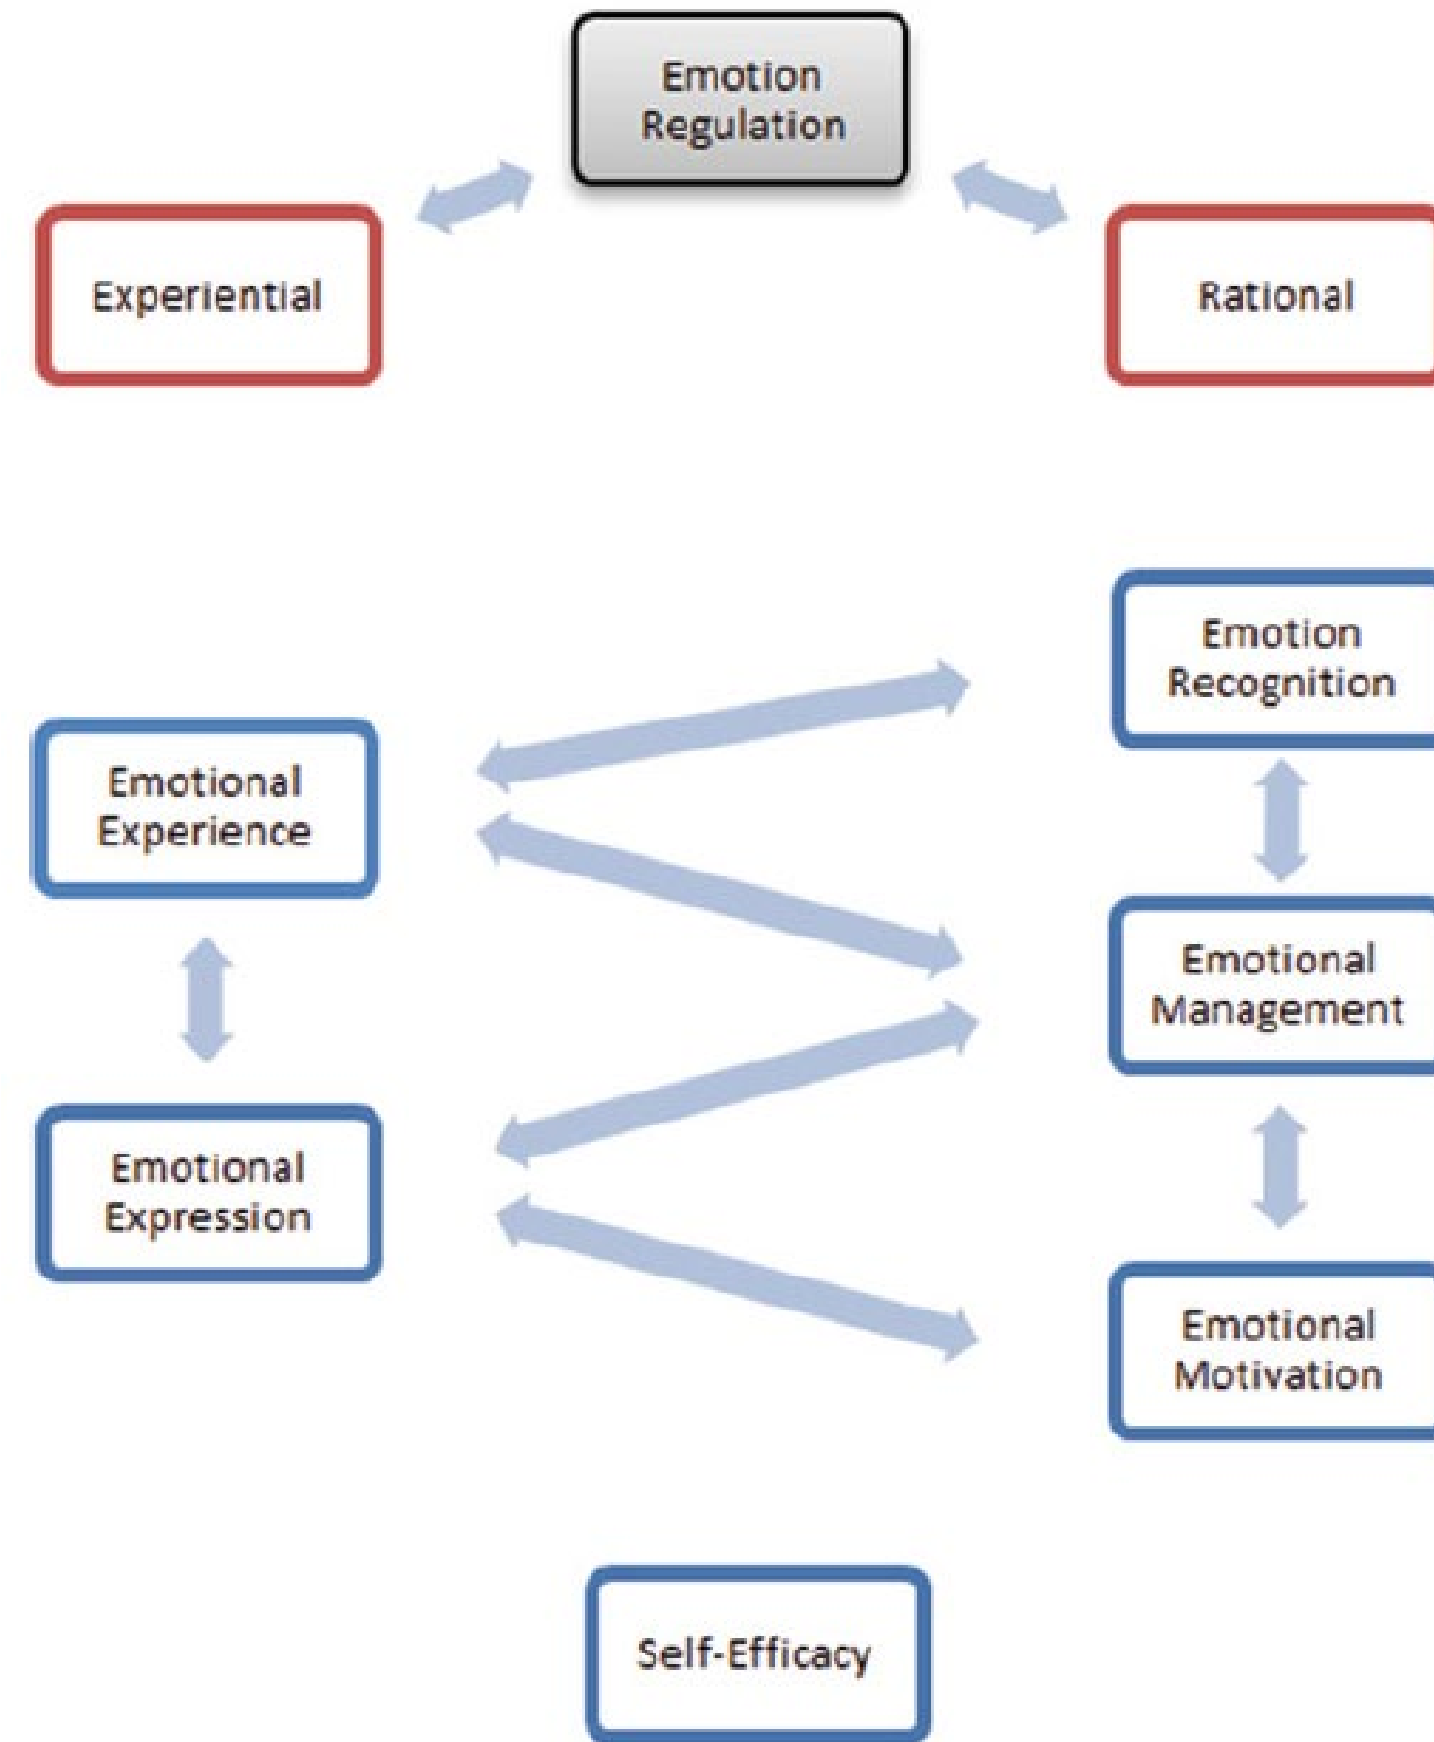 Emotion
Regulation
Experiential
Rational
Emotion
Recognition
Emotional
Experience
Emotional
Management
Emotional
Expression
Emotional
Motivation
Self-Efficacy